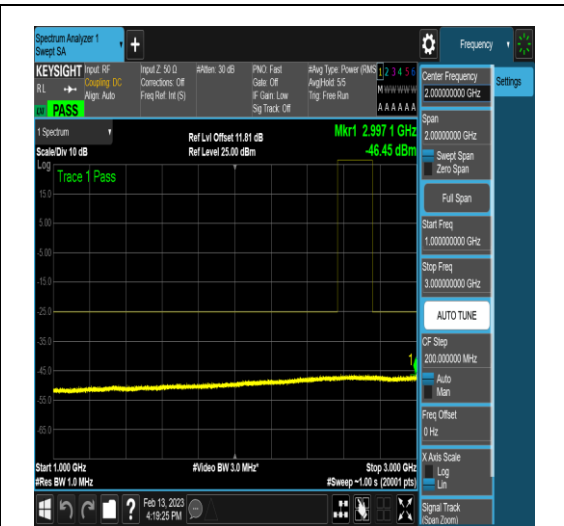 Spectrum Analyzer 1
Swept SA
Frequency
KEYSIGHT
RL
PASS
Input: RF
Coupling: DC
Align: Auto
Input Z: 50 Ω
Corrections: Off
Freq Ref: Int (S)
#Atten: 30 dB
PNO: Fast
Gate: Off
IF Gain: Low
Sig Track: Off
#Avg Type: Power (RMS)
Avg|Hold: 5/5
Trig: Free Run
1 2 3 4 5 6
M W W W W W
A A A A A A
1 Spectrum
Scale/Div 10 dB
Ref Lvl Offset 11.81 dB
Ref Level 25.00 dBm
Mkr1 2.997 1 GHz
-46.45 dBm
Log
Trace 1 Pass
15.0
5.00
-5.00
-15.0
-25.0
-35.0
-45.0
-55.0
-65.0
1
Start 1.000 GHz
#Res BW 1.0 MHz
#Video BW 3.0 MHz*
Stop 3.000 GHz
#Sweep ~1.00 s (20001 pts)
Feb 13, 2023
4:19:25 PM
Center Frequency
2.000000000 GHz
Settings
Span
2.00000000 GHz
Swept Span
Zero Span
Full Span
Start Freq
1.000000000 GHz
Stop Freq
3.000000000 GHz
AUTO TUNE
CF Step
200.000000 MHz
Auto
Man
Freq Offset
0 Hz
X Axis Scale
Log
Lin
Signal Track
(Span Zoom)